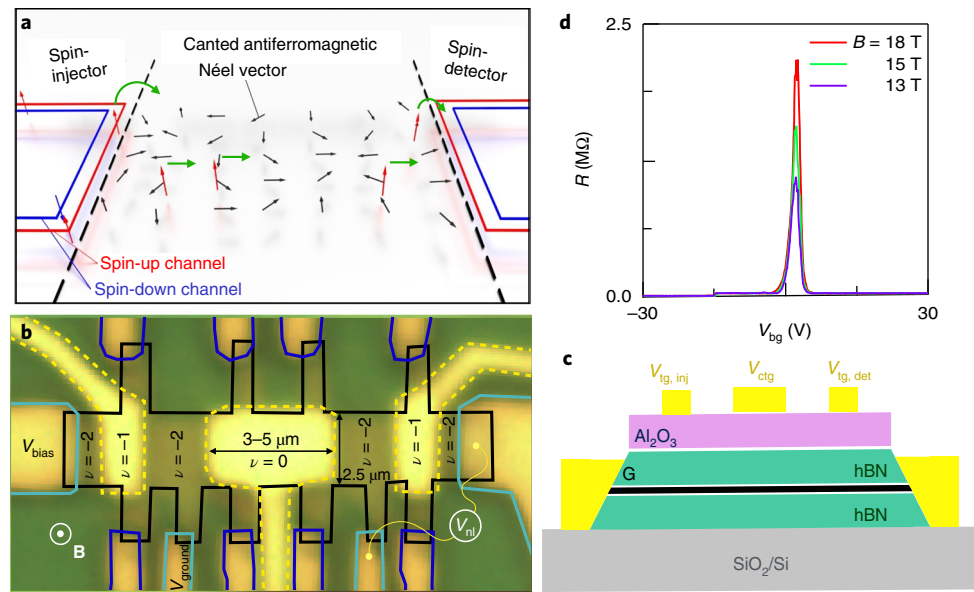 a
Spin-
injector
Canted antiferromagnetic
Néel vector
Spin-
detector
Spin-up channel
Spin-down channel
b
V_bias
ν = –2
ν = –1
ν = –2
3–5 μm
ν = 0
2.5 μm
ν = –2
ν = –1
ν = –2
V_nl
B
V_ground
d
2.5
B = 18 T
15 T
13 T
R (MΩ)
0.0
–30
30
V_bg (V)
c
V_tg, inj
V_ctg
V_tg, det
Al₂O₃
G
hBN
hBN
SiO₂/Si